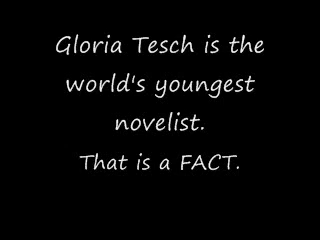 Gloria Tesch is the
world's youngest
novelist.
That is a FACT.